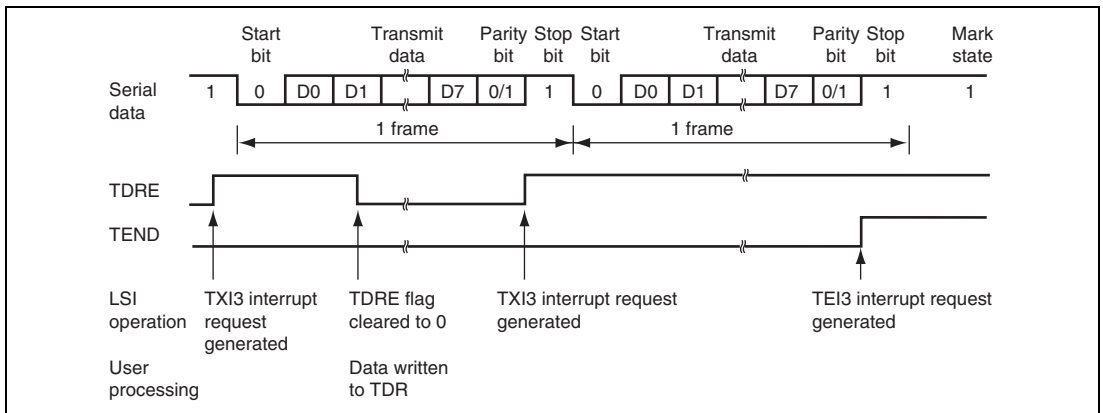 Start bit Transmit data Parity bit Stop bit Start bit Transmit data Parity bit Stop bit Mark state
Serial data 1 0 D0 D1 D7 0/1 1 0 D0 D1 D7 0/1 1 1
1 frame 1 frame
TDRE
TEND
LSI operation
TXI3 interrupt request generated
TDRE flag cleared to 0
TXI3 interrupt request generated
TEI3 interrupt request generated
User processing
Data written to TDR